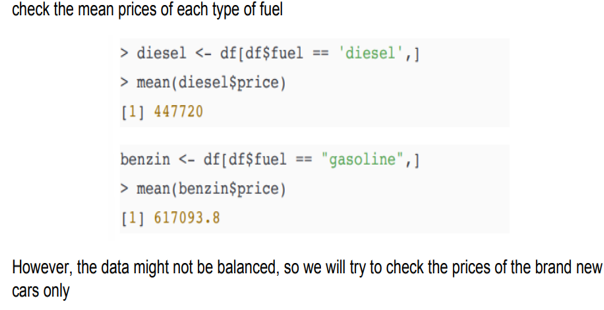 check the mean prices of each type of fuel
> diesel <- df[df$fuel == 'diesel',]
> mean(diesel$price)
[1] 447720
benzin <- df[df$fuel == "gasoline",]
> mean(benzin$price)
[1] 617093.8
However, the data might not be balanced, so we will try to check the prices of the brand new
cars only